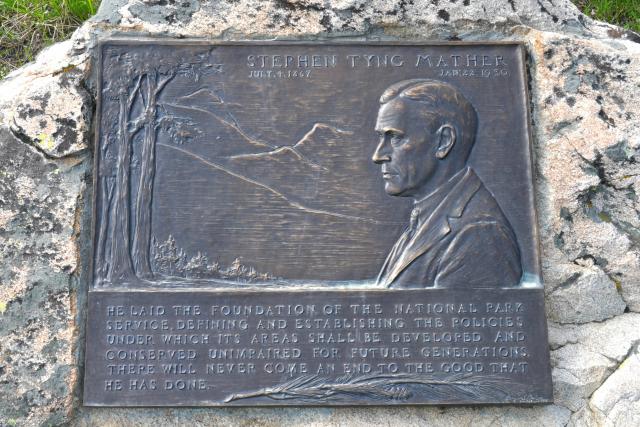 STEPHEN TYNG MATHER
JULY. 4. 1867. JAN. 22. 1930
HE LAID THE FOUNDATION OF THE NATIONAL PARK
SERVICE, DEFINING AND ESTABLISHING THE POLICIES
UNDER WHICH ITS AREAS SHALL BE DEVELOPED AND
CONSERVED UNIMPAIRED FOR FUTURE GENERATIONS.
THERE WILL NEVER COME AN END TO THE GOOD THAT
HE HAS DONE.